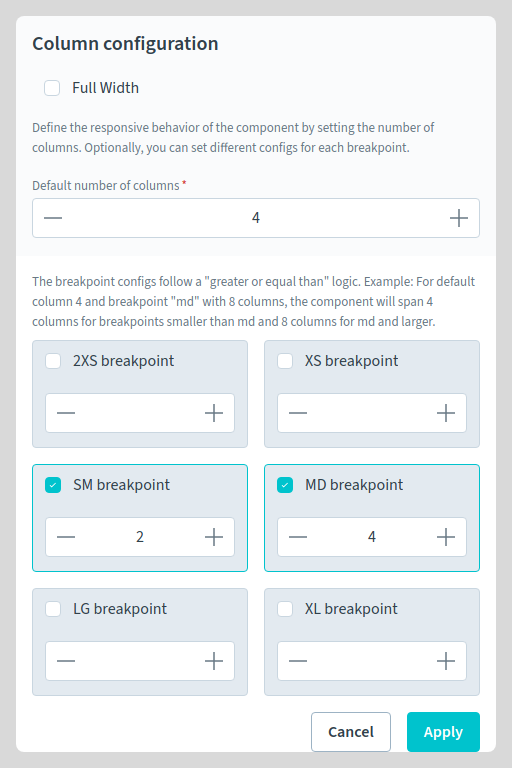 Column configuration
Full Width
Define the responsive behavior of the component by setting the number of
columns. Optionally, you can set different configs for each breakpoint.
Default number of columns *
4
The breakpoint configs follow a "greater or equal than" logic. Example: For default
column 4 and breakpoint "md" with 8 columns, the component will span 4
columns for breakpoints smaller than md and 8 columns for md and larger.
2XS breakpoint
XS breakpoint
SM breakpoint
2
MD breakpoint
4
LG breakpoint
XL breakpoint
Cancel
Apply